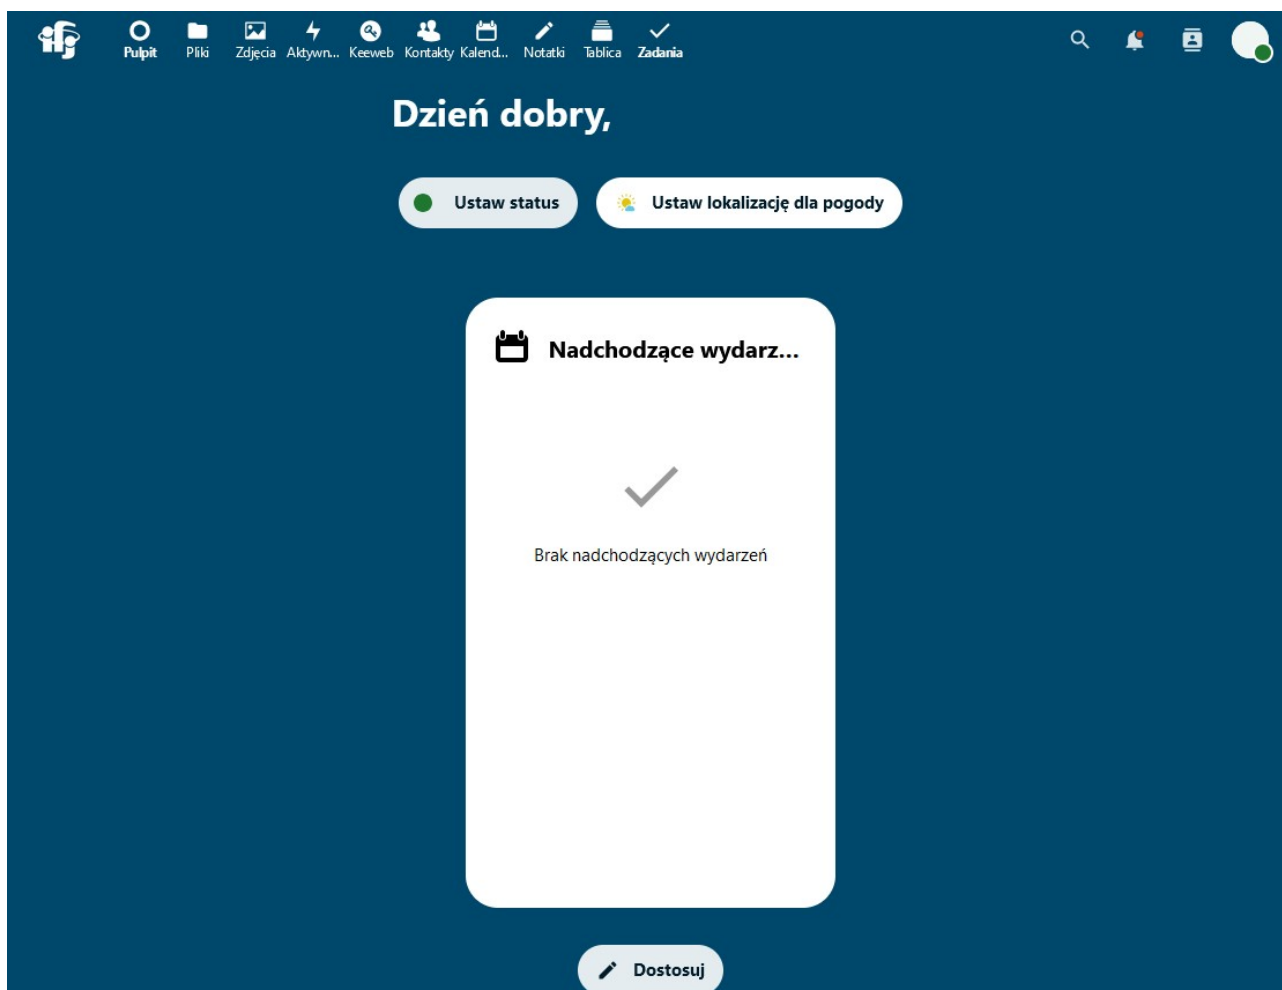 ifj
Pulpit Pliki Zdjęcia Aktywn... Keeweb Kontakty Kalend... Notatki Tablica Zadania
Dzień dobry,
Ustaw status Ustaw lokalizację dla pogody
Nadchodzące wydarz...
Brak nadchodzących wydarzeń
Dostosuj